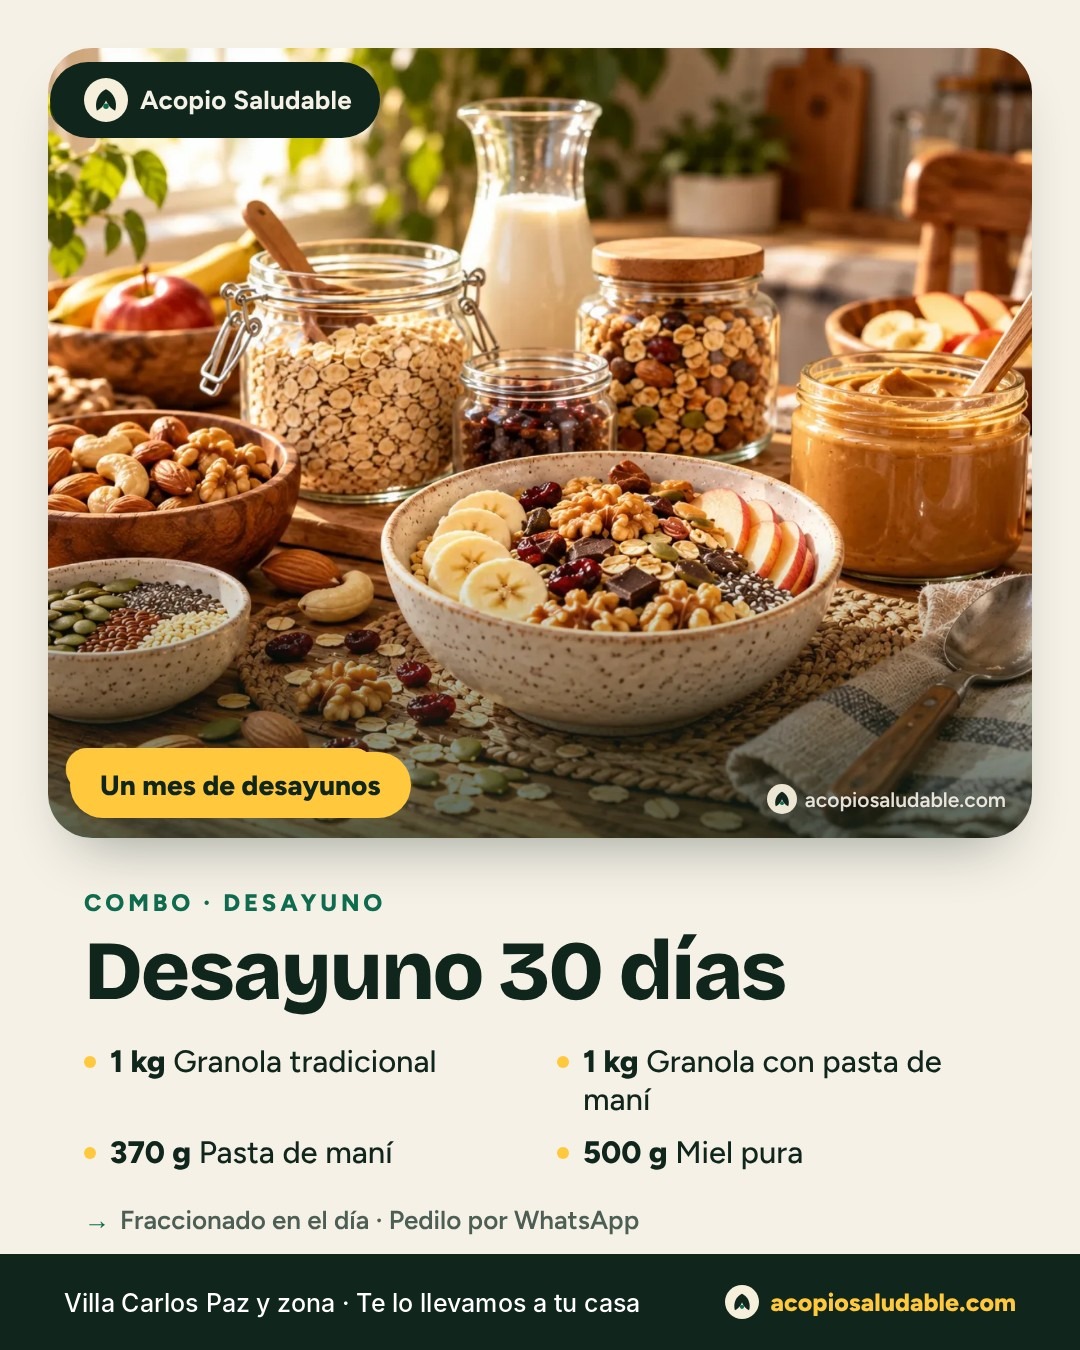 Acopio Saludable
Un mes de desayunos
acopiosaludable.com
COMBO · DESAYUNO
Desayuno 30 días
1 kg Granola tradicional
1 kg Granola con pasta de
maní
370 g Pasta de maní
500 g Miel pura
→ Fraccionado en el día · Pedilo por WhatsApp
Villa Carlos Paz y zona · Te lo llevamos a tu casa
acopiosaludable.com